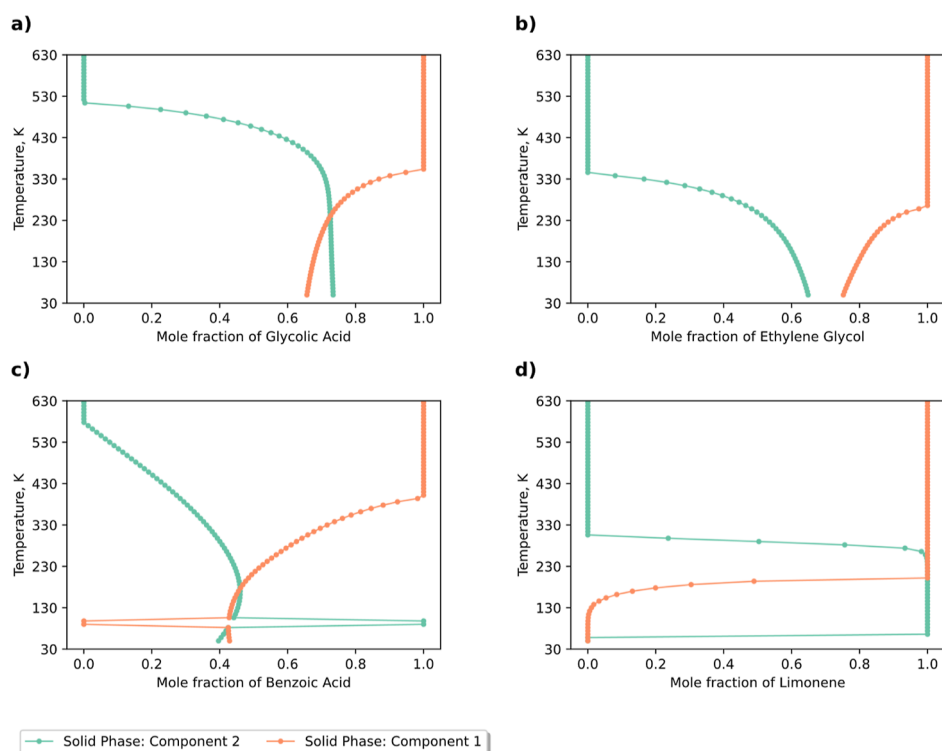 a)
630
530
430
330
230
130
30
Temperature, K
0.0 0.2 0.4 0.6 0.8 1.0
Mole fraction of Glycolic Acid
b)
630
530
430
330
230
130
30
Temperature, K
0.0 0.2 0.4 0.6 0.8 1.0
Mole fraction of Ethylene Glycol
c)
630
530
430
330
230
130
30
Temperature, K
0.0 0.2 0.4 0.6 0.8 1.0
Mole fraction of Benzoic Acid
d)
630
530
430
330
230
130
30
Temperature, K
0.0 0.2 0.4 0.6 0.8 1.0
Mole fraction of Limonene
Solid Phase: Component 2 Solid Phase: Component 1